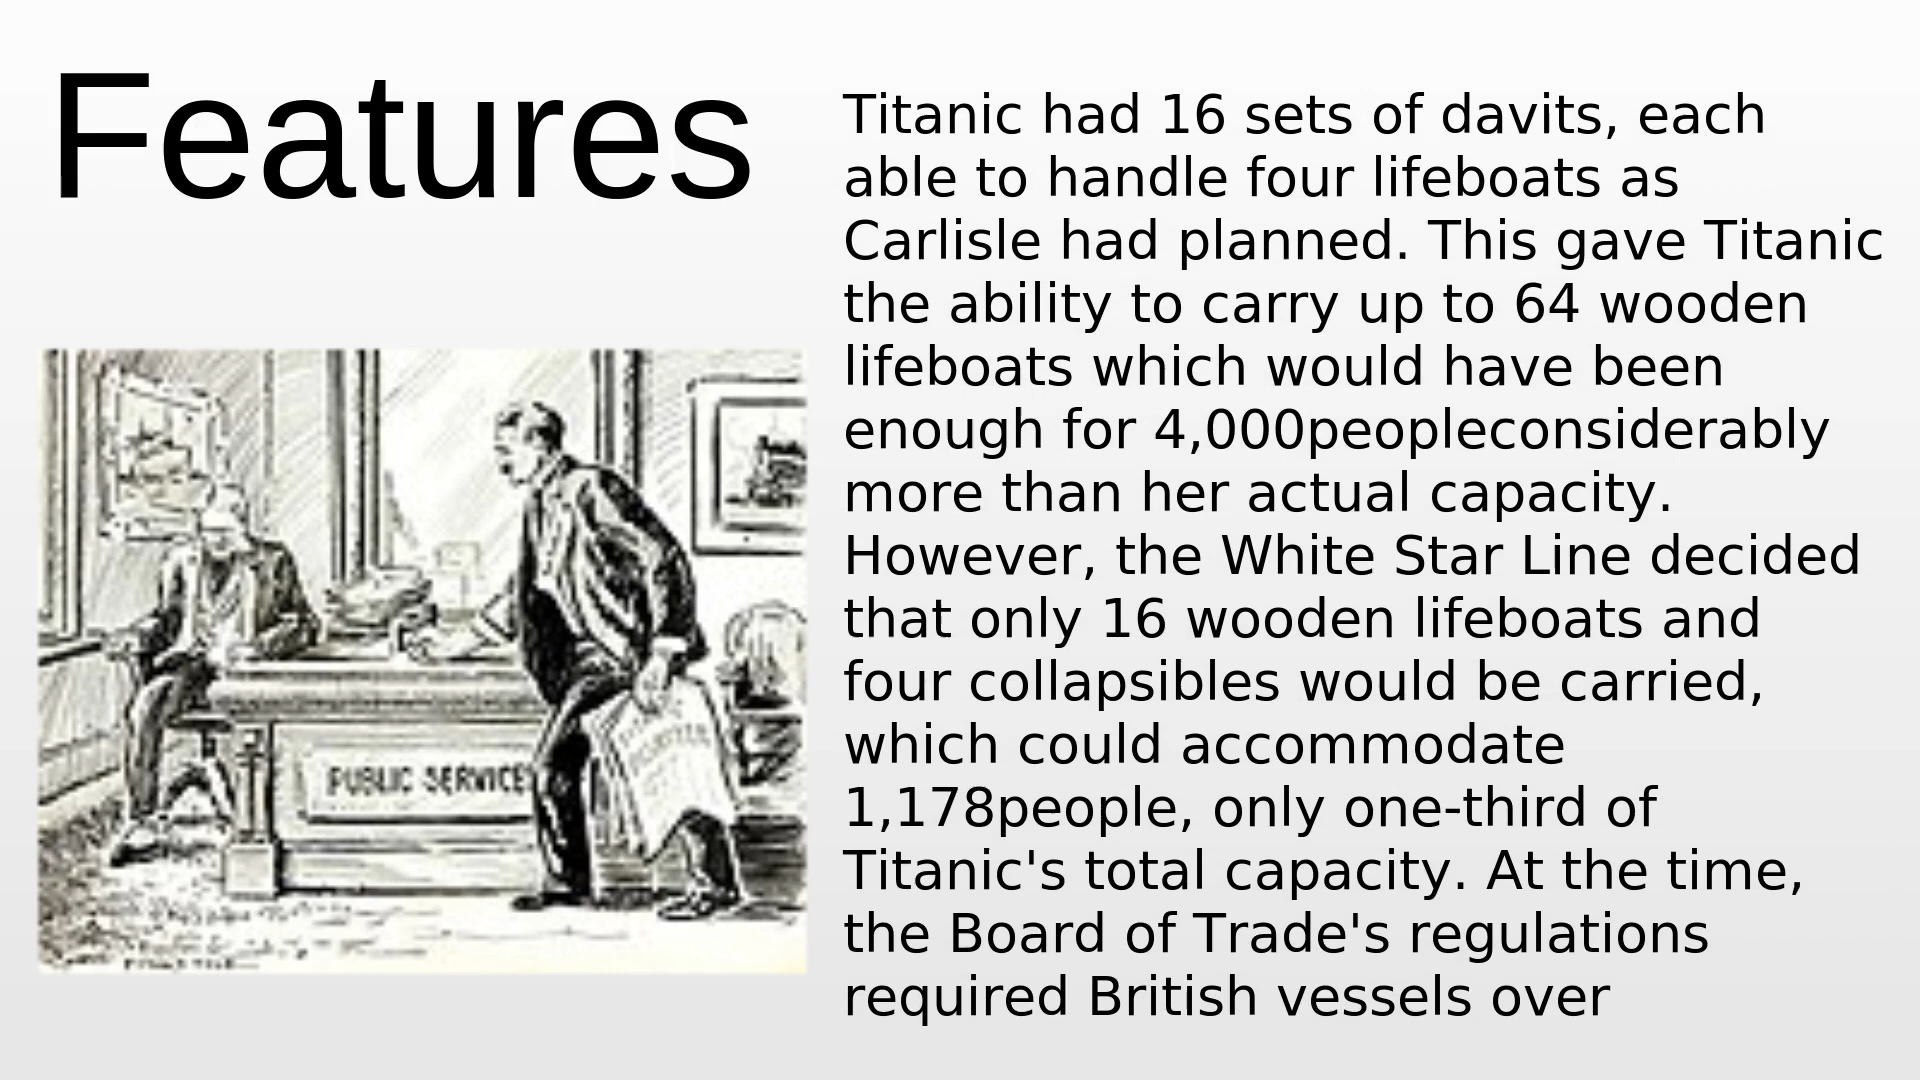 Features
Titanic had 16 sets of davits, each
able to handle four lifeboats as
Carlisle had planned. This gave Titanic
the ability to carry up to 64 wooden
lifeboats which would have been
enough for 4,000peopleconsiderably
more than her actual capacity.
However, the White Star Line decided
that only 16 wooden lifeboats and
four collapsibles would be carried,
which could accommodate
1,178people, only one-third of
Titanic's total capacity. At the time,
the Board of Trade's regulations
required British vessels over
PUBLIC SERVICE